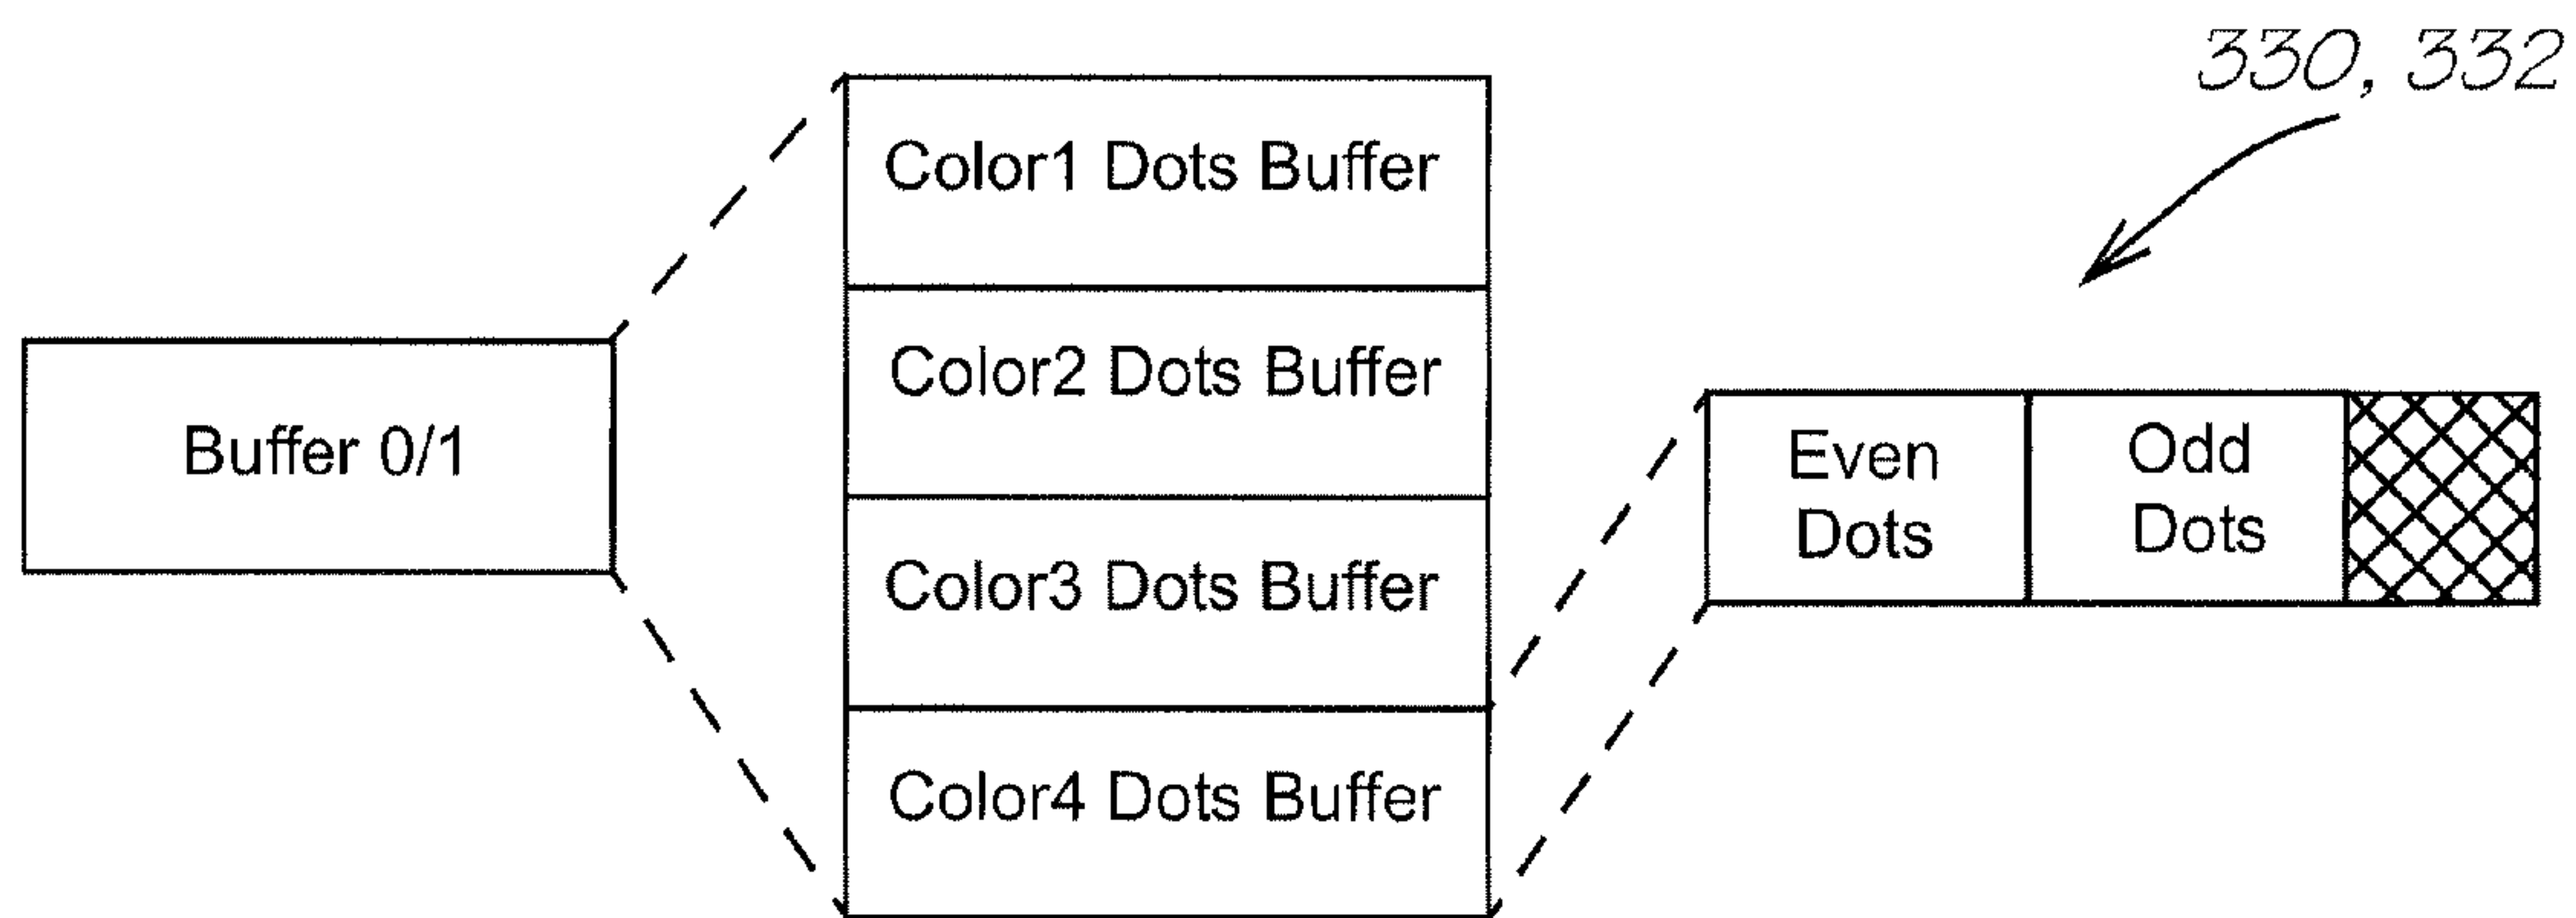 330, 332
Buffer 0/1
Color1 Dots Buffer
Color2 Dots Buffer
Color3 Dots Buffer
Color4 Dots Buffer
Even
Dots
Odd
Dots